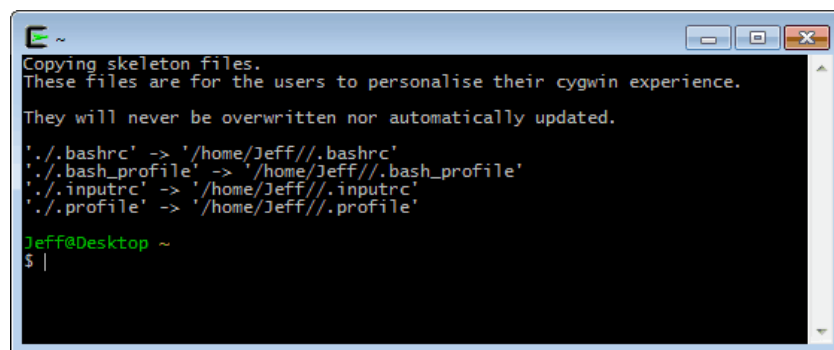 ~
Copying skeleton files.
These files are for the users to personalise their cygwin experience.
They will never be overwritten nor automatically updated.
'./.bashrc' -> '/home/Jeff//.bashrc'
'./.bash_profile' -> '/home/Jeff//.bash_profile'
'./.inputrc' -> '/home/Jeff//.inputrc'
'./.profile' -> '/home/Jeff//.profile'
Jeff@Desktop ~
$